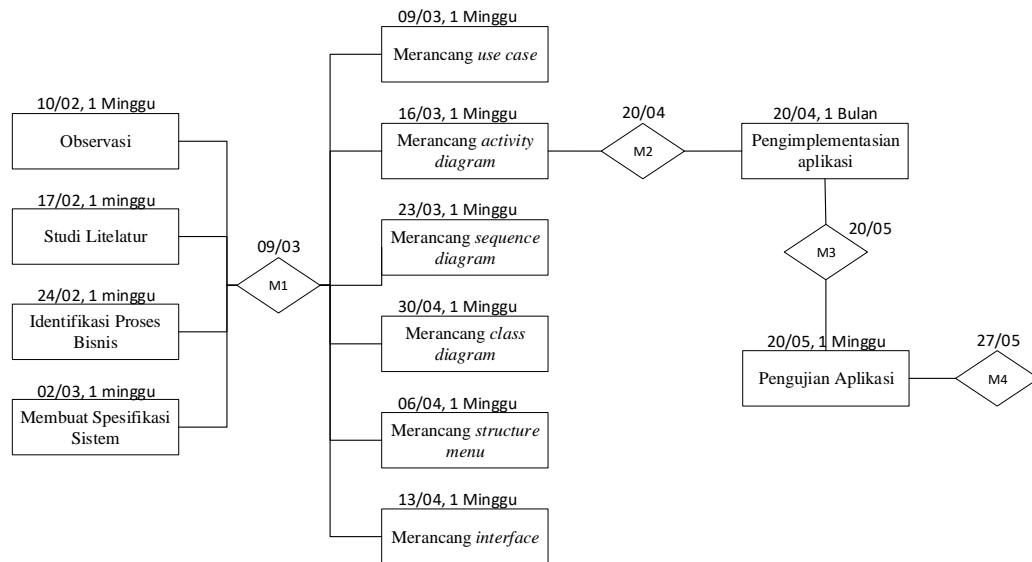 10/02, 1 Minggu
Observasi
17/02, 1 minggu
Studi Litelatur
24/02, 1 minggu
Identifikasi Proses
Bisnis
02/03, 1 minggu
Membuat Spesifikasi
Sistem
09/03
M1
09/03, 1 Minggu
Merancang use case
16/03, 1 Minggu
Merancang activity
diagram
23/03, 1 Minggu
Merancang sequence
diagram
30/04, 1 Minggu
Merancang class
diagram
06/04, 1 Minggu
Merancang structure
menu
13/04, 1 Minggu
Merancang interface
20/04
M2
20/04, 1 Bulan
Pengimplementasian
aplikasi
20/05
M3
20/05, 1 Minggu
Pengujian Aplikasi
27/05
M4